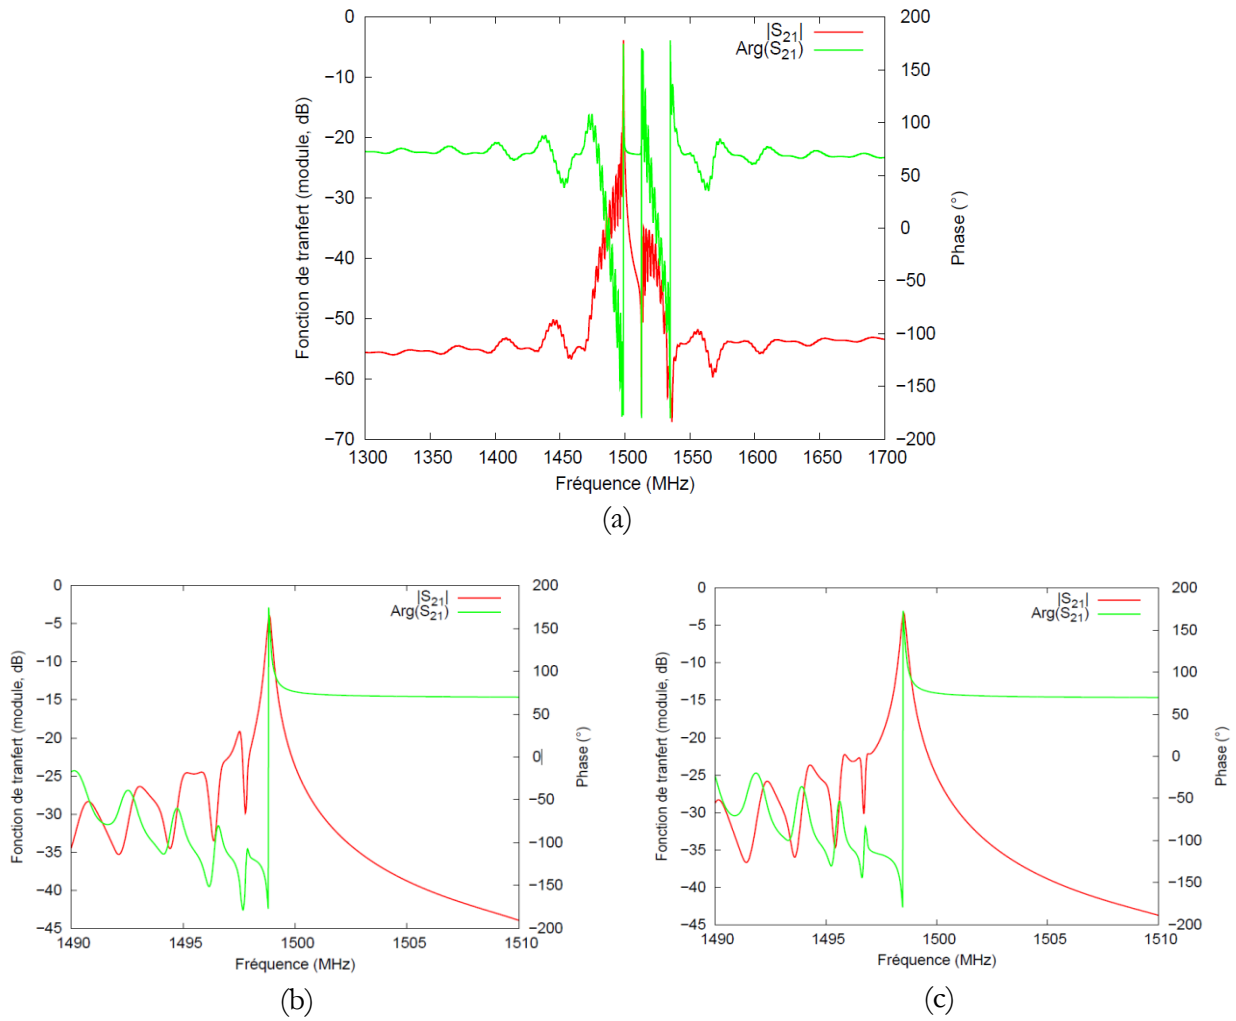 |S21|
Arg(S21)
0
−10
−20
−30
−40
−50
−60
−70
200
150
100
50
0
−50
−100
−150
−200
Fonction de tranfert (module, dB)
Phase (°)
1300 1350 1400 1450 1500 1550 1600 1650 1700
Fréquence (MHz)
(a)
|S21|
Arg(S21)
0
−5
−10
−15
−20
−25
−30
−35
−40
−45
200
150
100
50
0
−50
−100
−150
−200
Fonction de tranfert (module, dB)
Phase (°)
1490 1495 1500 1505 1510
Fréquence (MHz)
(b)
|S21|
Arg(S21)
0
−5
−10
−15
−20
−25
−30
−35
−40
−45
200
150
100
50
0
−50
−100
−150
−200
Fonction de tranfert (module, dB)
Phase (°)
1490 1495 1500 1505 1510
Fréquence (MHz)
(c)